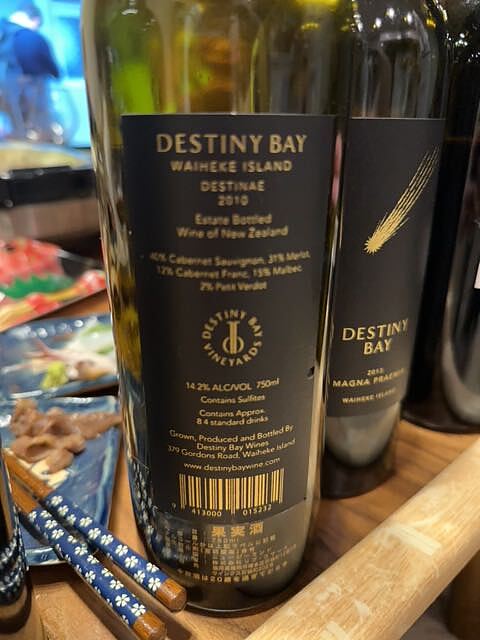 DESTINY BAY
WAIHEKE ISLAND
DESTINAE
2010
Estate Bottled
Wine of New Zealand
40% Cabernet Sauvignon, 31% Merlot,
12% Cabernet Franc, 15% Malbec,
2% Petit Verdot
DESTINY BAY
VINEYARDS
14.2% ALC/VOL 750ml
Contains Sulfites
Contains Approx.
8.4 standard drinks
Grown, Produced and Bottled By
Destiny Bay Wines
379 Gordons Road, Waiheke Island
www.destinybaywine.com
9 413000 015232
果実酒
DESTINY
BAY
MAGNA
WAIHEKE ISLAND